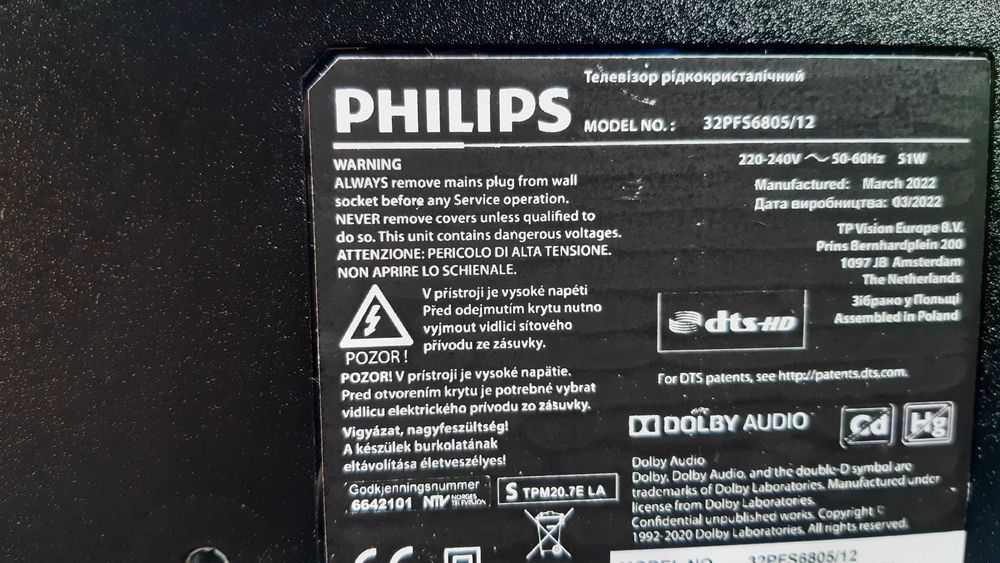 Телевізор рідкокристалічний
PHILIPS
MODEL NO.: 32PFS6805/12
220-240V ~ 50-60Hz 51W
Manufactured: March 2022
Дата виробництва: 03/2022
TP Vision Europe B.V.
Prins Bernhardplein 200
1097 JB Amsterdam
The Netherlands
Зібрано у Польщі
Assembled in Poland
WARNING
ALWAYS remove mains plug from wall
socket before any Service operation.
NEVER remove covers unless qualified to
do so. This unit contains dangerous voltages.
ATTENZIONE: PERICOLO DI ALTA TENSIONE.
NON APRIRE LO SCHIENALE.
V přístroji je vysoké napětí
Před odejmutím krytu nutno
vyjmout vidlici síťového
přívodu ze zásuvky.
POZOR !
POZOR! V prístroji je vysoké napätie.
Pred otvorením krytu je potrebné vybrat
vidlicu elektrického prívodu zo zásuvky.
Vigyázat, nagyfeszültség!
A készülek burkolatának
eltávolítása életveszélyes!
Godkjenningsnummer
6642101 NTV NORGES TELEVISJON
S TPM20.7E LA
dts-HD
For DTS patents, see http://patents.dts.com.
DOLBY AUDIO
Cd
Hg
Dolby Audio
Dolby, Dolby Audio, and the double-D symbol are
trademarks of Dolby Laboratories. Manufactured under
license from Dolby Laboratories.
Confidential unpublished works. Copyright ©
1992-2020 Dolby Laboratories. All rights reserved.
CE
MODEL NO. 32PFS6805/12